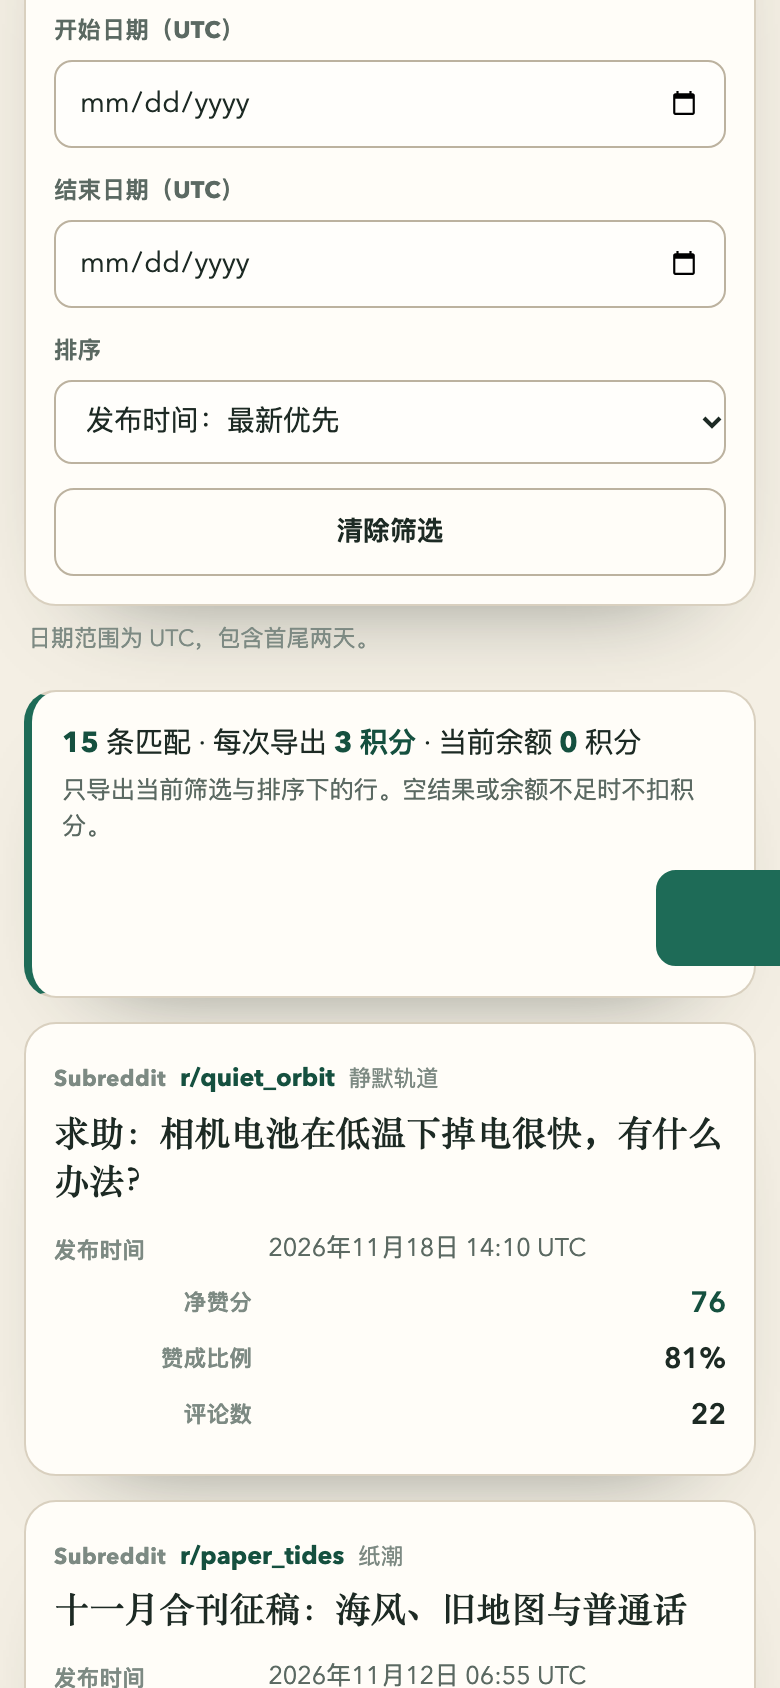 开始日期（UTC）
mm/dd/yyyy
结束日期（UTC）
mm/dd/yyyy
排序
发布时间：最新优先
清除筛选
日期范围为 UTC，包含首尾两天。
15 条匹配 · 每次导出 3 积分 · 当前余额 0 积分
只导出当前筛选与排序下的行。空结果或余额不足时不扣积
分。
Subreddit r/quiet_orbit 静默轨道
求助：相机电池在低温下掉电很快，有什么
办法？
发布时间 2026年11月18日 14:10 UTC
净赞分 76
赞成比例 81%
评论数 22
Subreddit r/paper_tides 纸潮
十一月合刊征稿：海风、旧地图与普通话
发布时间 2026年11月12日 06:55 UTC